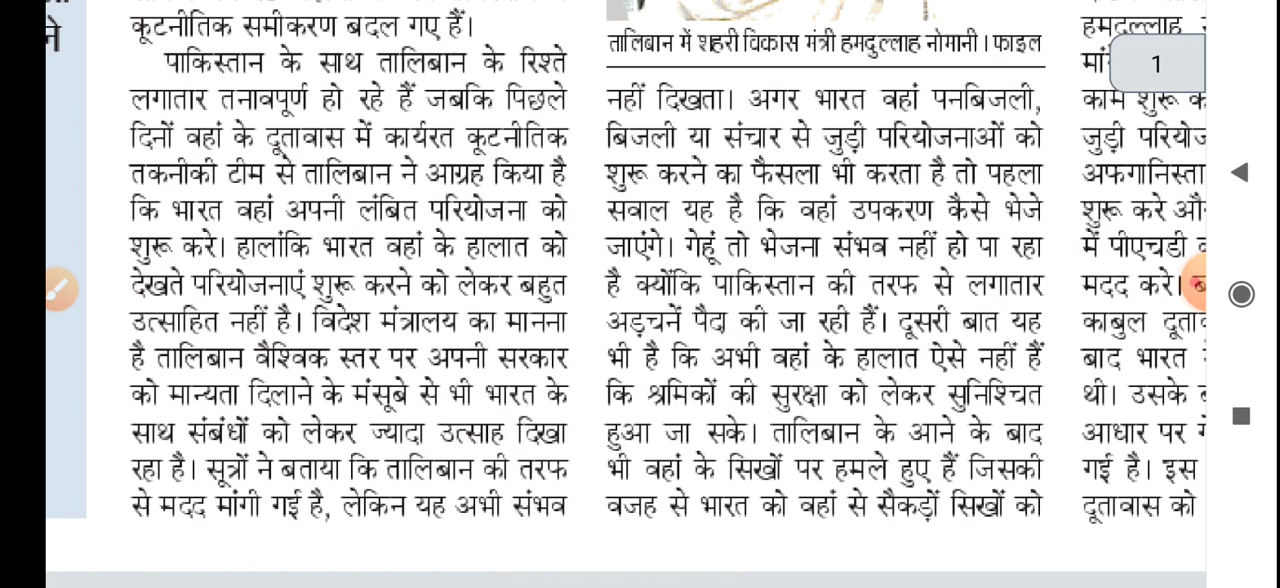 ने
कूटनीतिक समीकरण बदल गए हैं।
पाकिस्तान के साथ तालिबान के रिश्ते
लगातार तनावपूर्ण हो रहे हैं जबकि पिछले
दिनों वहां के दूतावास में कार्यरत कूटनीतिक
तकनीकी टीम से तालिबान ने आग्रह किया है
कि भारत वहां अपनी लंबित परियोजना को
शुरू करे। हालांकि भारत वहां के हालात को
देखते परियोजनाएं शुरू करने को लेकर बहुत
उत्साहित नहीं है। विदेश मंत्रालय का मानना
है तालिबान वैश्विक स्तर पर अपनी सरकार
को मान्यता दिलाने के मंसूबे से भी भारत के
साथ संबंधों को लेकर ज्यादा उत्साह दिखा
रहा है। सूत्रों ने बताया कि तालिबान की तरफ
से मदद मांगी गई है, लेकिन यह अभी संभव
तालिबान में शहरी विकास मंत्री हमदुल्लाह नोमानी। फाइल
नहीं दिखता। अगर भारत वहां पनबिजली,
बिजली या संचार से जुड़ी परियोजनाओं को
शुरू करने का फैसला भी करता है तो पहला
सवाल यह है कि वहां उपकरण कैसे भेजे
जाएंगे। गेहूं तो भेजना संभव नहीं हो पा रहा
है क्योंकि पाकिस्तान की तरफ से लगातार
अड़चनें पैदा की जा रही हैं। दूसरी बात यह
भी है कि अभी वहां के हालात ऐसे नहीं हैं
कि श्रमिकों की सुरक्षा को लेकर सुनिश्चित
हुआ जा सके। तालिबान के आने के बाद
भी वहां के सिखों पर हमले हुए हैं जिसकी
वजह से भारत को वहां से सैकड़ों सिखों को
हमदुल्लाह
काम शुरू
जुड़ी
शुरू करे
में पीएचडी
मदद करे।
काबुल
बाद भारत
थी। उसके
आधार पर
गई है। इस
दूतावास को
1